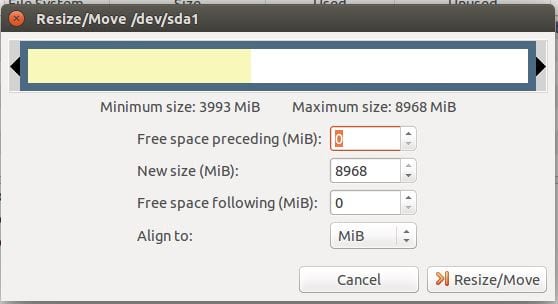 File System Size Used Unused
Resize/Move /dev/sda1
Minimum size: 3993 MiB Maximum size: 8968 MiB
Free space preceding (MiB): 0
New size (MiB): 8968
Free space following (MiB): 0
Align to: MiB
Cancel Resize/Move